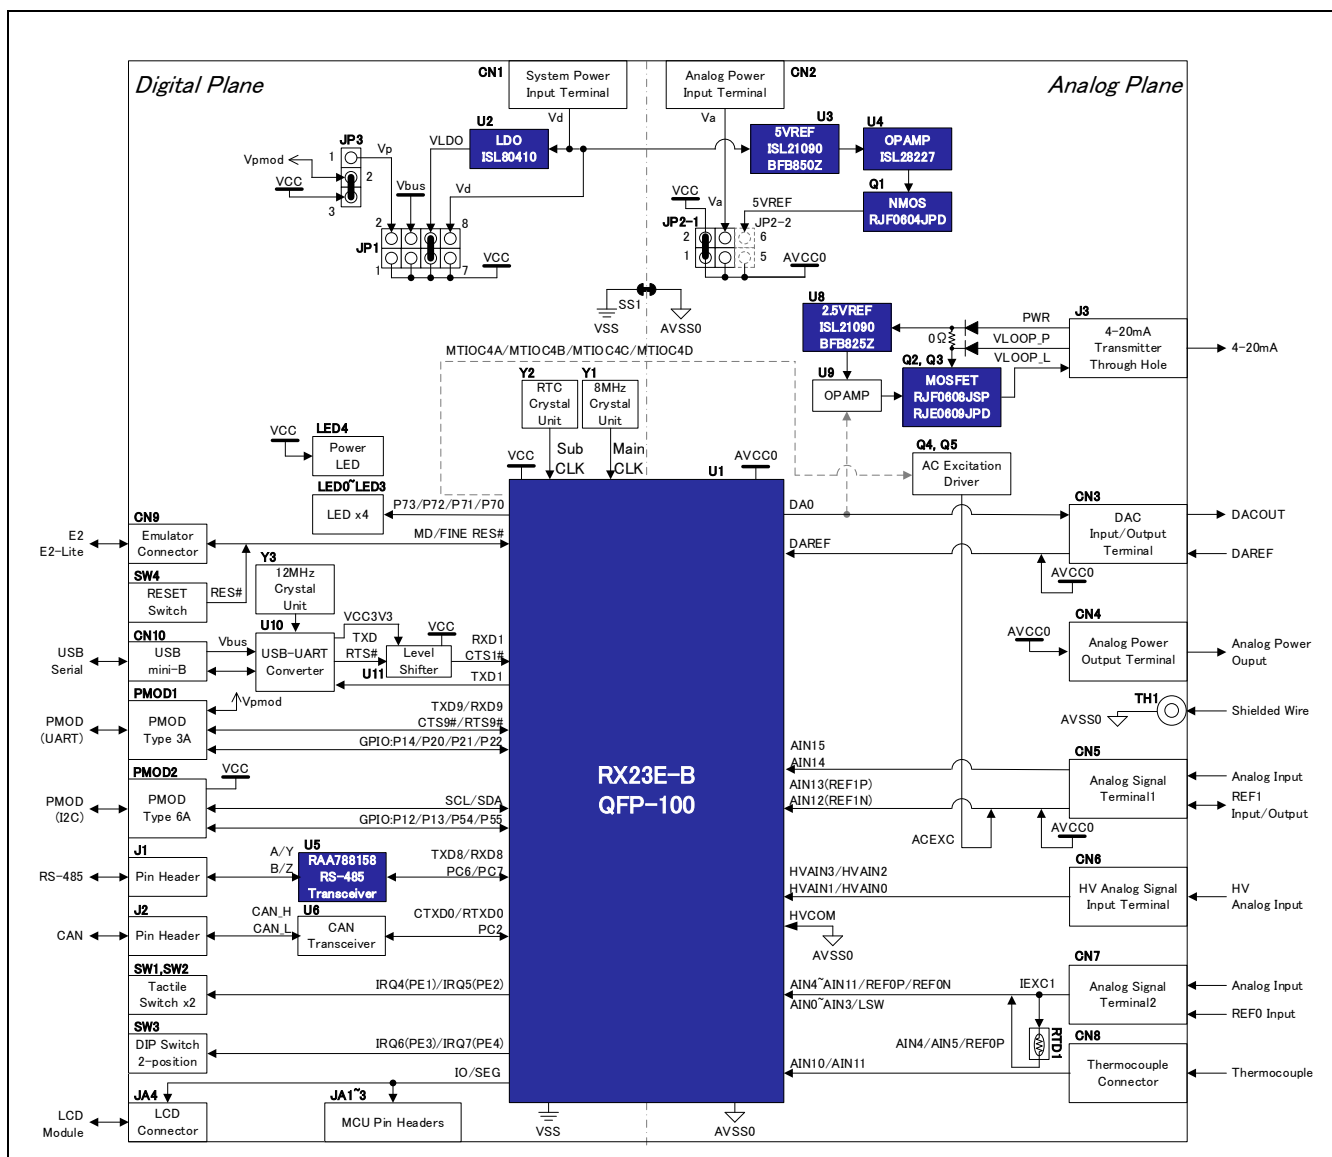 Digital Plane
Analog Plane
CN1
System Power
Input Terminal
Vd
Analog Power
Input Terminal
CN2
Va
U2
LDO
ISL80410
VLDO
Vd
U3
5VREF
ISL21090
BFB850Z
U4
OPAMP
ISL28227
Q1
NMOS
RJF0604JPD
5VREF
JP3
1
2
3
Vp
Vpmod
VCC
Vbus
2
8
JP1
1
7
VCC
VCC
Va
JP2-1
JP2-2
2
6
1
5
AVCC0
SS1
VSS
AVSS0
U8
2.5VREF
ISL21090
BFB825Z
0Ω
PWR
VLOOP_P
VLOOP_L
J3
4-20mA
Transmitter
Through Hole
4-20mA
Q2, Q3
MOSFET
RJF0608JSP
RJE0609JPD
U9
OPAMP
MTIOC4A/MTIOC4B/MTIOC4C/MTIOC4D
Y2
RTC
Crystal
Unit
Y1
8MHz
Crystal
Unit
Sub
CLK
Main
CLK
VCC
U1
AVCC0
Q4, Q5
AC Excitation
Driver
VCC
LED4
Power
LED
LED0~LED3
LED x4
P73/P72/P71/P70
CN9
Emulator
Connector
E2
E2-Lite
MD/FINE RES#
SW4
RESET
Switch
RES#
Y3
12MHz
Crystal
Unit
CN10
USB
mini-B
USB
Serial
Vbus
U10
USB-UART
Converter
VCC3V3
TXD
RTS#
U11
Level
Shifter
VCC
RXD1
CTS1#
TXD1
PMOD1
PMOD
Type 3A
PMOD
(UART)
Vpmod
TXD9/RXD9
CTS9#/RTS9#
GPIO:P14/P20/P21/P22
PMOD2
PMOD
Type 6A
PMOD
(I2C)
VCC
SCL/SDA
GPIO:P12/P13/P54/P55
J1
Pin Header
RS-485
A/Y
B/Z
U5
RAA788158
RS-485
Transceiver
TXD8/RXD8
PC6/PC7
J2
Pin Header
CAN
CAN_H
CAN_L
U6
CAN
Transceiver
CTXD0/RTXD0
PC2
SW1,SW2
Tactile
Switch x2
IRQ4(PE1)/IRQ5(PE2)
SW3
DIP Switch
2-position
IRQ6(PE3)/IRQ7(PE4)
IO/SEG
JA4
LCD
Connector
LCD
Module
JA1~3
MCU Pin Headers
RX23E-B
QFP-100
VSS
AVSS0
DA0
DAREF
CN3
DAC
Input/Output
Terminal
DACOUT
DAREF
AVCC0
CN4
Analog Power
Output Terminal
AVCC0
Analog Power
Ouput
TH1
AVSS0
Shielded Wire
CN5
Analog Signal
Terminal1
AIN15
AIN14
AIN13(REF1P)
AIN12(REF1N)
Analog Input
REF1
Input/Output
ACEXC
AVCC0
CN6
HV Analog Signal
Input Terminal
HVAIN3/HVAIN2
HVAIN1/HVAIN0
HV
Analog Input
HVCOM
AVSS0
CN7
Analog Signal
Terminal2
AIN4~AIN11/REF0P/REF0N
AIN0~AIN3/LSW
IEXC1
Analog Input
REF0 Input
AIN4/AIN5/REF0P
RTD1
CN8
Thermocouple
Connector
AIN10/AIN11
Thermocouple